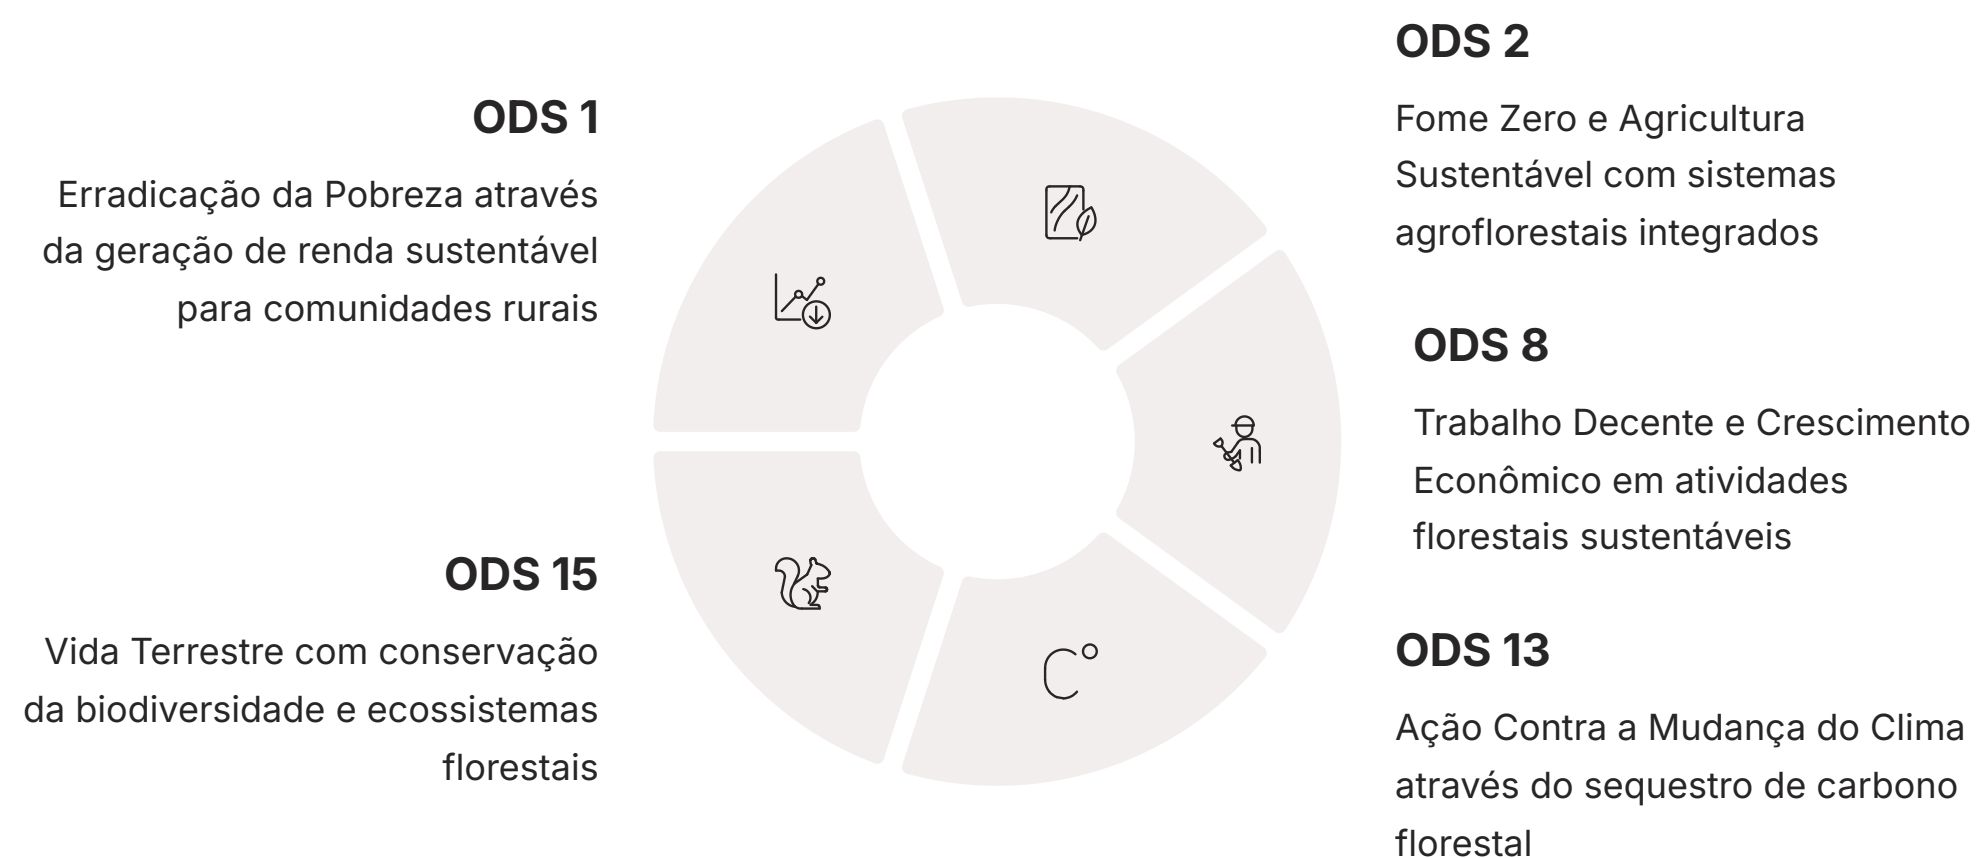 ODS 1
Erradicação da Pobreza através
da geração de renda sustentável
para comunidades rurais
ODS 2
Fome Zero e Agricultura
Sustentável com sistemas
agroflorestais integrados
ODS 8
Trabalho Decente e Crescimento
Econômico em atividades
florestais sustentáveis
ODS 13
Ação Contra a Mudança do Clima
através do sequestro de carbono
florestal
ODS 15
Vida Terrestre com conservação
da biodiversidade e ecossistemas
florestais